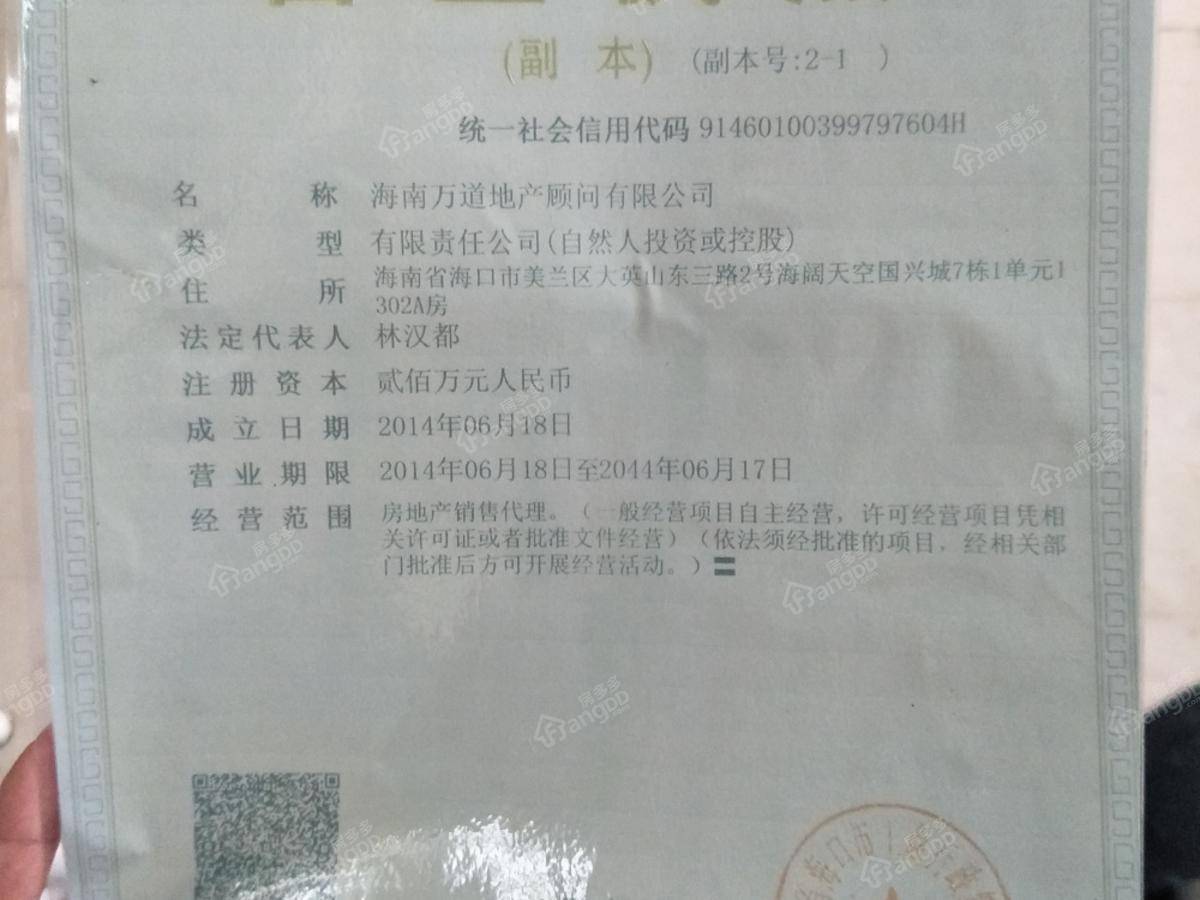 (副 本) (副本号:2-1 )
统一社会信用代码 91460100399797604H
名 称 海南万道地产顾问有限公司
类 型 有限责任公司(自然人投资或控股)
住 所 海南省海口市美兰区大英山东三路2号海阔天空国兴城7栋1单元1
302A房
法定代表人 林汉都
注册资本 贰佰万元人民币
成立日期 2014年06月18日
营业期限 2014年06月18日至2044年06月17日
经营范围 房地产销售代理。(一般经营项目自主经营，许可经营项目凭相
关许可证或者批准文件经营)(依法须经批准的项目，经相关部
门批准后方可开展经营活动。)
房多多
angDD